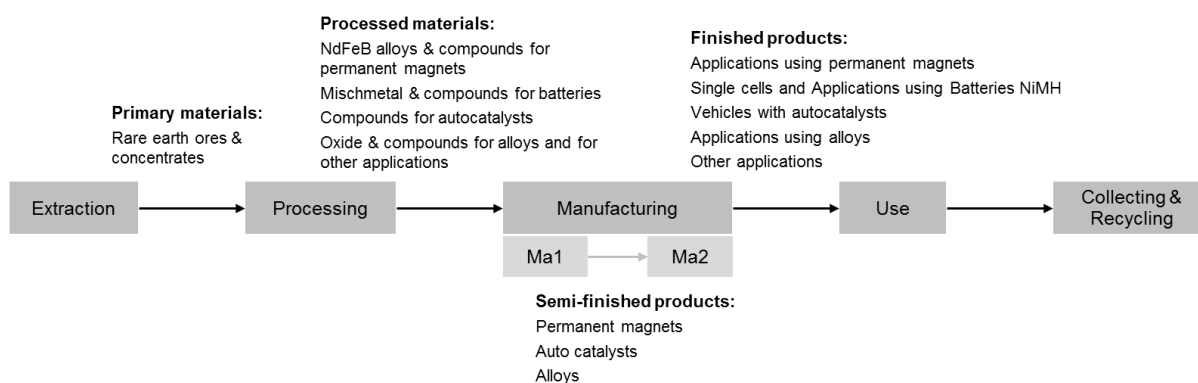 Processed materials:
NdFeB alloys & compounds for
permanent magnets
Mischmetal & compounds for batteries
Compounds for autocatalysts
Oxide & compounds for alloys and for
other applications
Finished products:
Applications using permanent magnets
Single cells and Applications using Batteries NiMH
Vehicles with autocatalysts
Applications using alloys
Other applications
Primary materials:
Rare earth ores &
concentrates
Extraction
Processing
Manufacturing
Use
Collecting &
Recycling
Ma1
Ma2
Semi-finished products:
Permanent magnets
Auto catalysts
Alloys